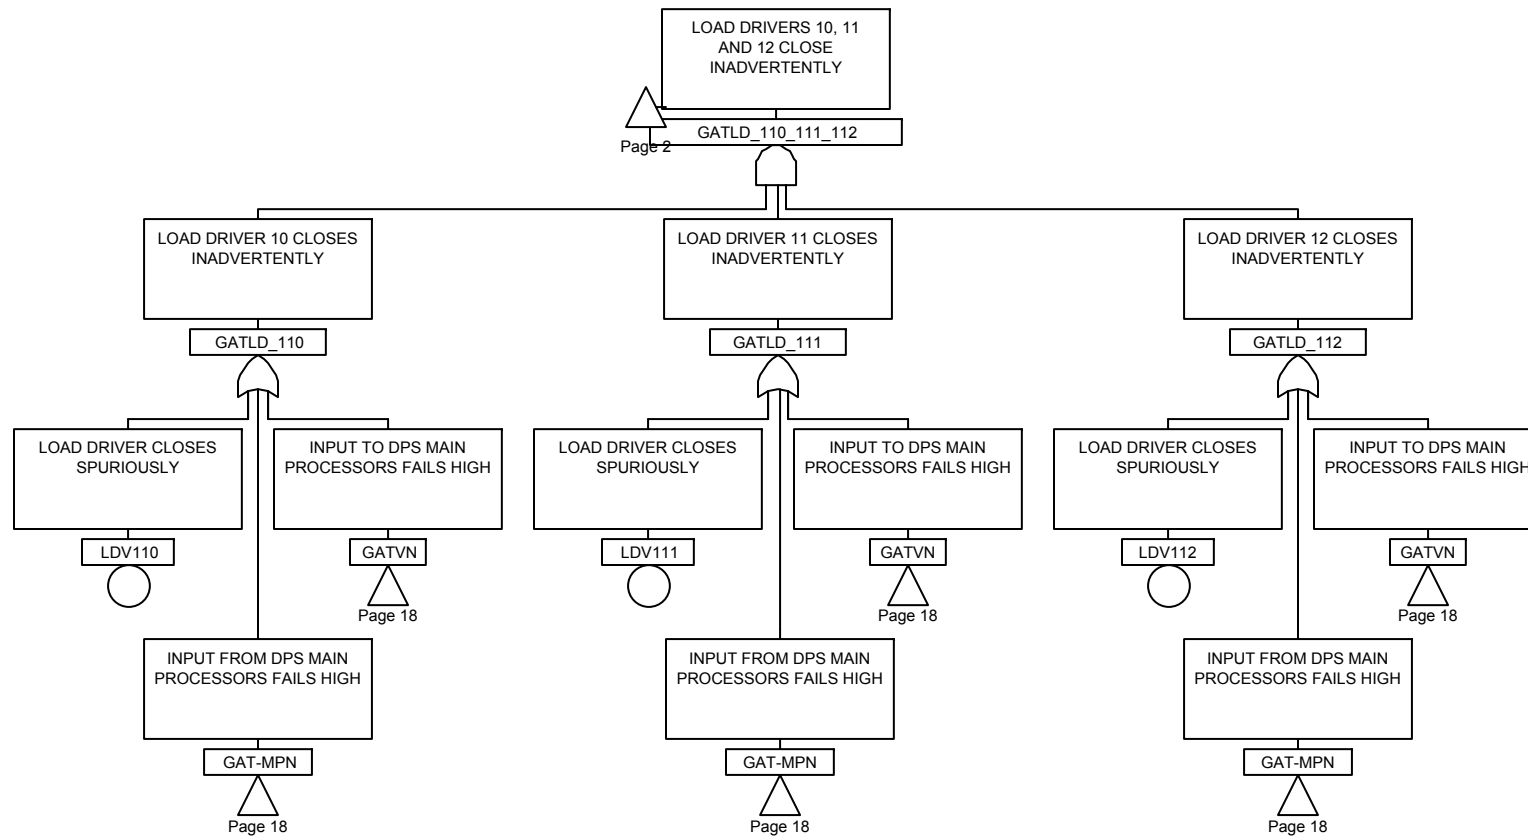 LOAD DRIVERS 10, 11
AND 12 CLOSE
INADVERTENTLY
Page 2
GATLD_110_111_112
LOAD DRIVER 10 CLOSES
INADVERTENTLY
GATLD_110
LOAD DRIVER 11 CLOSES
INADVERTENTLY
GATLD_111
LOAD DRIVER 12 CLOSES
INADVERTENTLY
GATLD_112
LOAD DRIVER CLOSES
SPURIOUSLY
LDV110
INPUT TO DPS MAIN
PROCESSORS FAILS HIGH
GATVN
Page 18
LOAD DRIVER CLOSES
SPURIOUSLY
LDV111
INPUT TO DPS MAIN
PROCESSORS FAILS HIGH
GATVN
Page 18
LOAD DRIVER CLOSES
SPURIOUSLY
LDV112
INPUT TO DPS MAIN
PROCESSORS FAILS HIGH
GATVN
Page 18
INPUT FROM DPS MAIN
PROCESSORS FAILS HIGH
GAT-MPN
Page 18
INPUT FROM DPS MAIN
PROCESSORS FAILS HIGH
GAT-MPN
Page 18
INPUT FROM DPS MAIN
PROCESSORS FAILS HIGH
GAT-MPN
Page 18